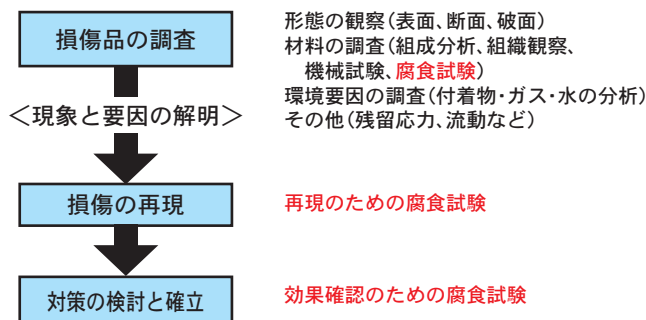 損傷品の調査
形態の観察(表面、断面、破面)
材料の調査(組成分析、組織観察、
機械試験、腐食試験)
環境要因の調査(付着物・ガス・水の分析)
その他(残留応力、流動など)
＜現象と要因の解明＞
損傷の再現
再現のための腐食試験
対策の検討と確立
効果確認のための腐食試験